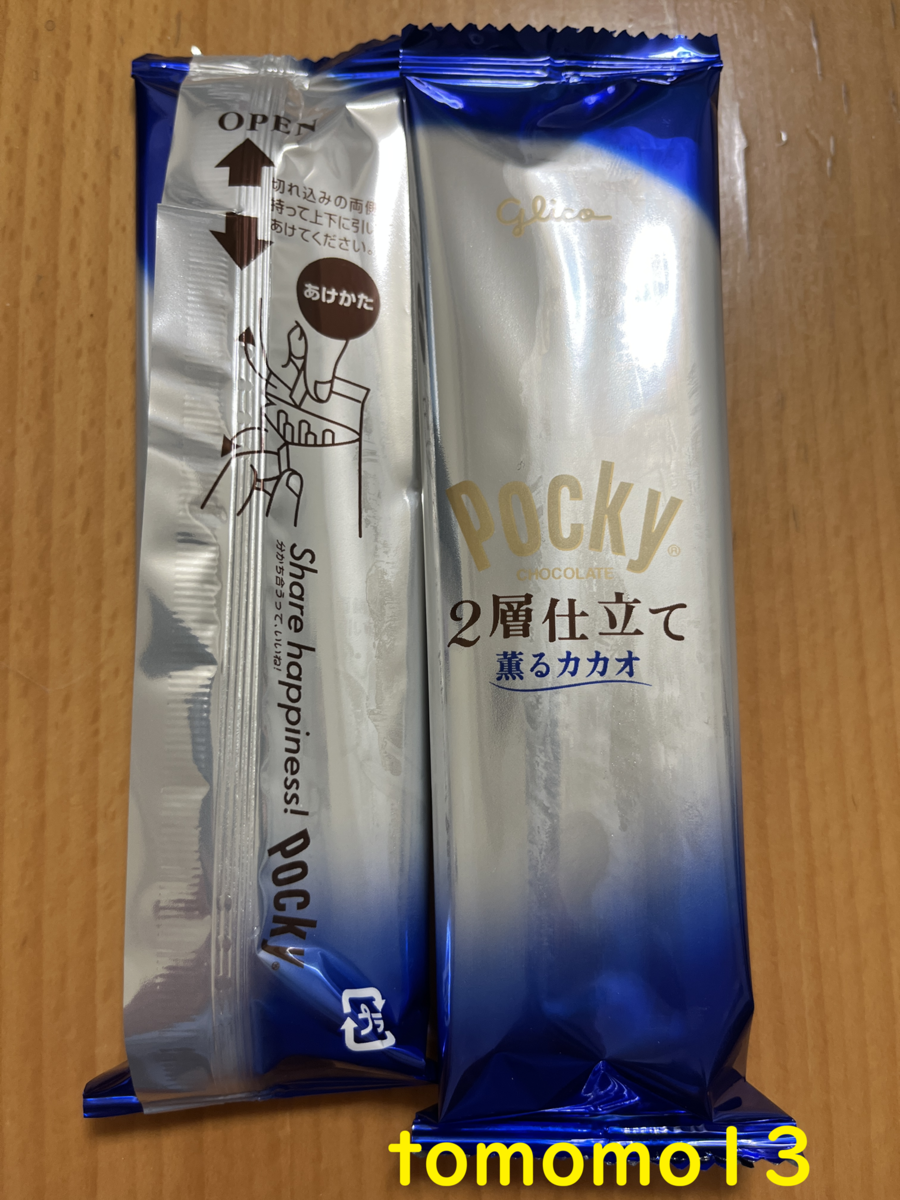 OPEN
切れ込みの両側
持って上下に引い
あけてください。
あけかた
Share happiness!
分かち合うって、いいね!
Pocky
プラ
glico
Pocky®
CHOCOLATE
2層仕立て
薫るカカオ
tomomo13